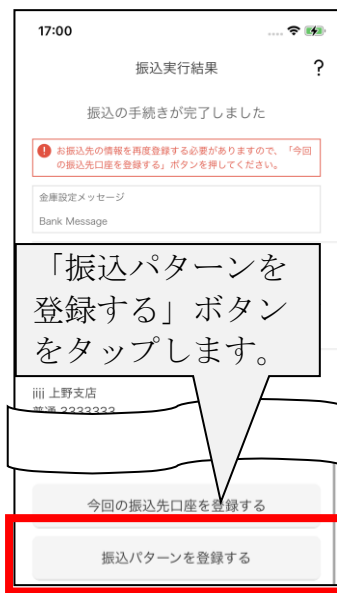 17:00
振込実行結果
?
振込の手続きが完了しました
お振込先の情報を再度登録する必要がありますので、「今回
の振込先口座を登録する」ボタンを押してください。
金庫設定メッセージ
Bank Message
「振込パターンを
登録する」ボタン
をタップします。
jijj 上野支店
普通 3333333
今回の振込先口座を登録する
振込パターンを登録する